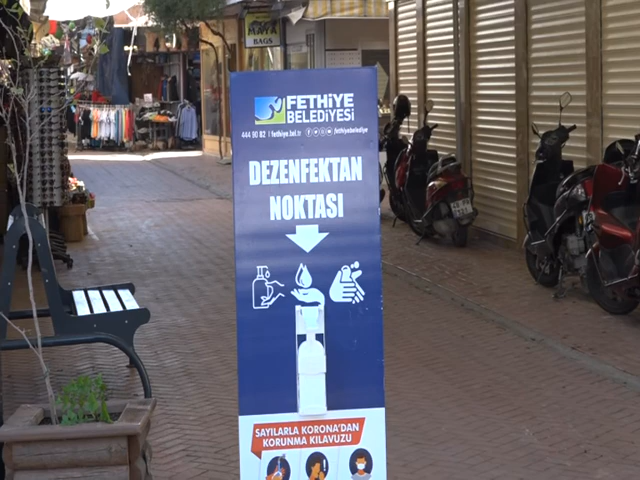 MAYA
BAGS
FETHİYE
BELEDİYESİ
444 90 82 | fethiye.bel.tr fethiyebelediye
DEZENFEKTAN
NOKTASI
SAYILARLA KORONA'DAN
KORUNMA KILAVUZU